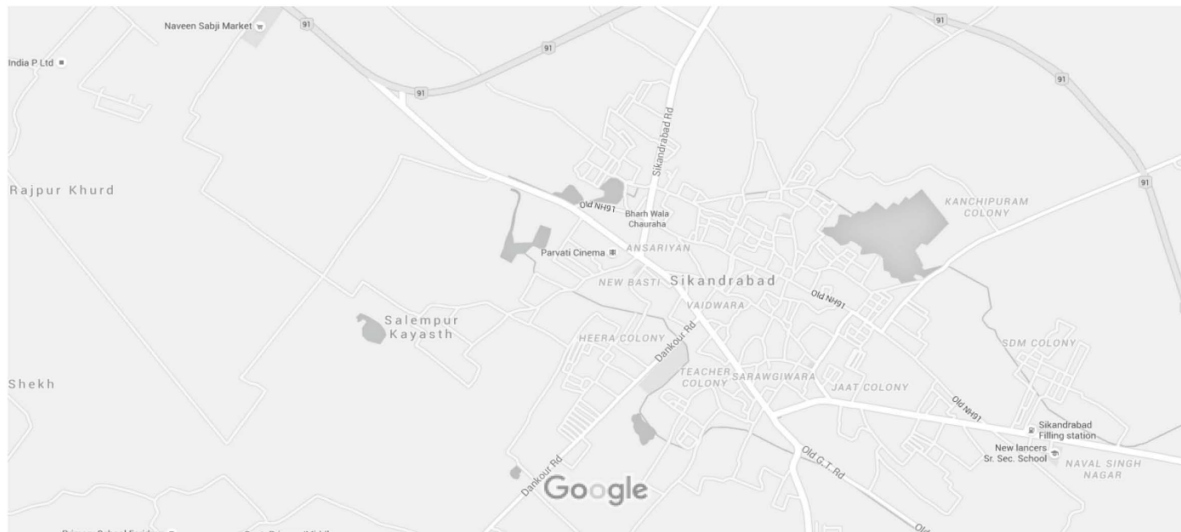 Naveen Sabji Market
91
91
91
India P Ltd
91
91
Sikandrabad Rd
91
Rajpur Khurd
Old NH91
KANCHIPURAM
COLONY
Bharh Wala
Chauraha
ANSARIYAN
Parvati Cinema
NEW BASTI
Sikandrabad
Old NH91
VAIDWARA
Salempur
Kayasth
HEERA COLONY
Dankour Rd
SDM COLONY
Shekh
TEACHER
COLONY
SARAWGIWARA
JAAT COLONY
Old NH91
Sikandrabad
Filling station
New lancers
Sr. Sec. School
NAVAL SINGH
NAGAR
Old G.T. Rd
Dankour Rd
Google
Old